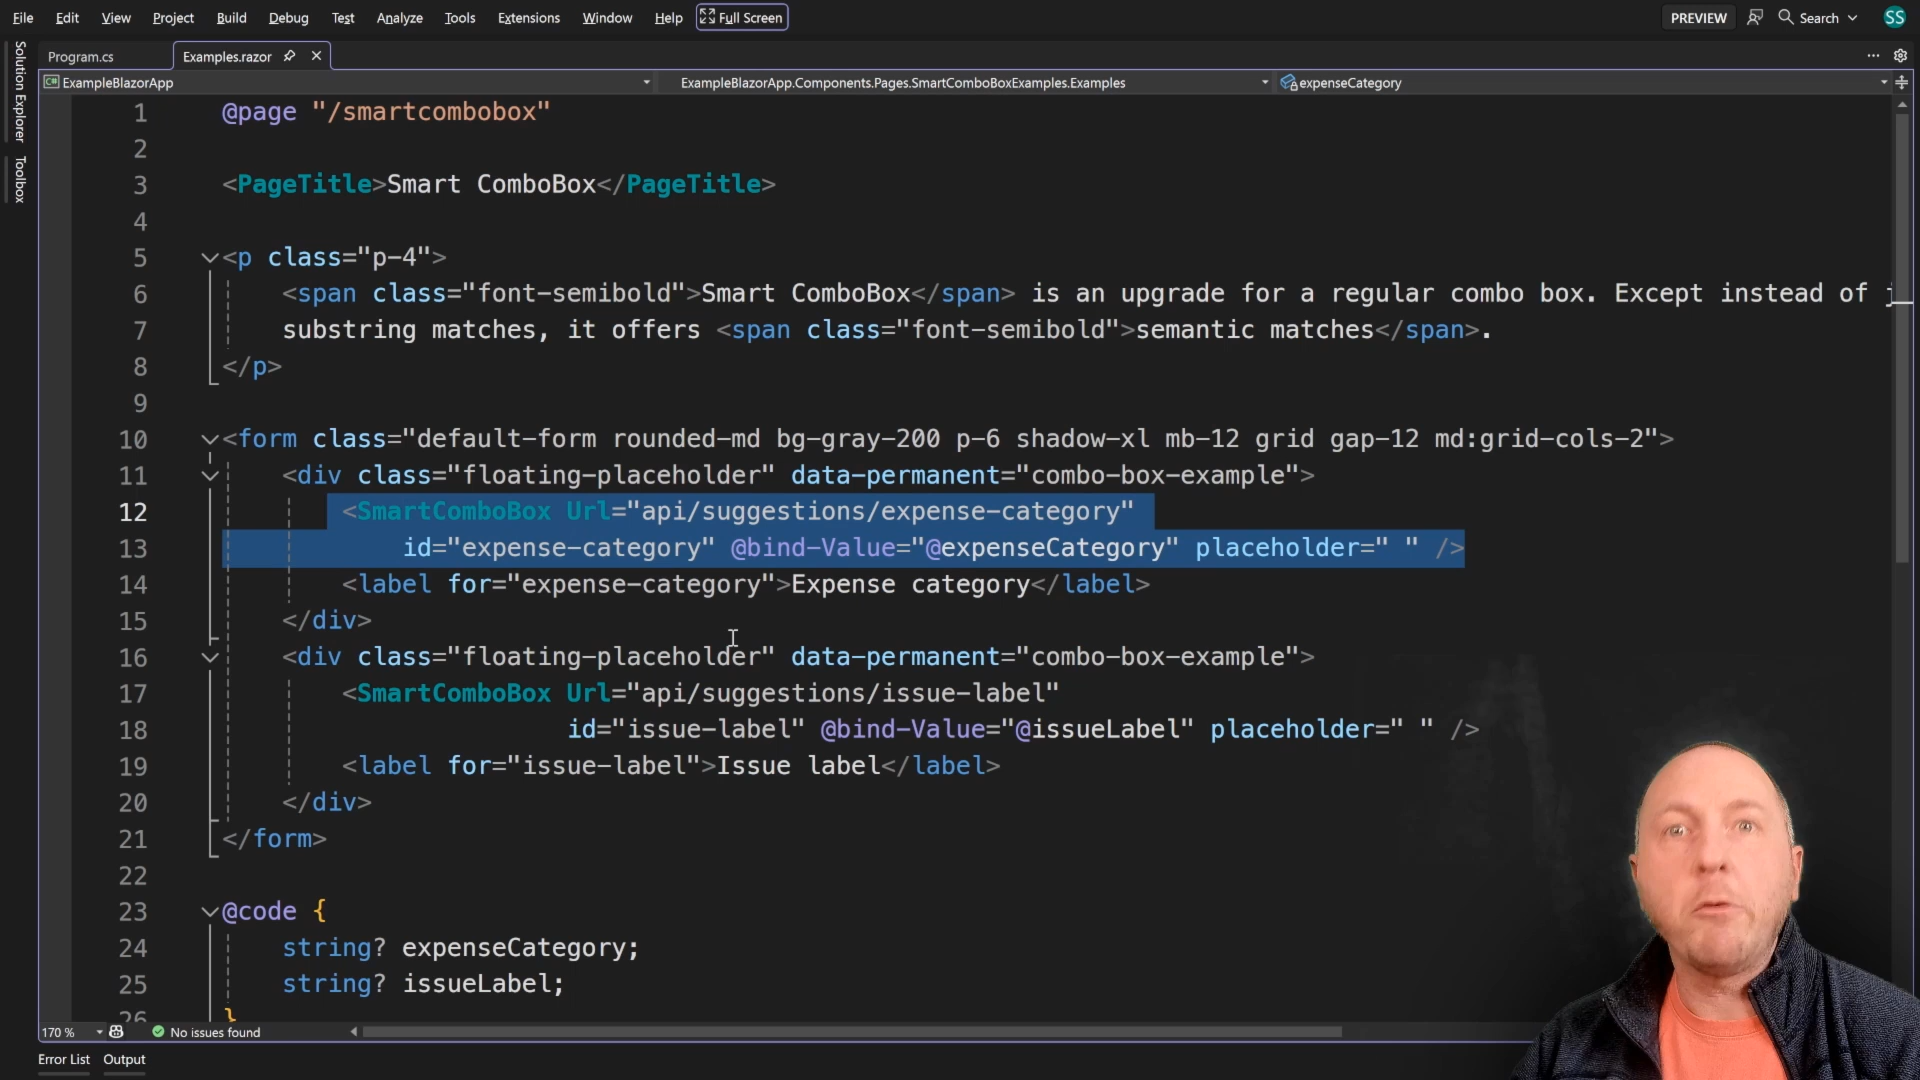 File Edit View Project Build Debug Test Analyze Tools Extensions Window Help Full Screen PREVIEW Search SS
Solution Explorer
Toolbox
Program.cs Examples.razor
C# ExampleBlazorApp ExampleBlazorApp.Components.Pages.SmartComboBoxExamples.Examples expenseCategory
1 @page "/smartcombobox"
2
3 <PageTitle>Smart ComboBox</PageTitle>
4
5 <p class="p-4">
6 <span class="font-semibold">Smart ComboBox</span> is an upgrade for a regular combo box. Except instead of
7 substring matches, it offers <span class="font-semibold">semantic matches</span>.
8 </p>
9
10 <form class="default-form rounded-md bg-gray-200 p-6 shadow-xl mb-12 grid gap-12 md:grid-cols-2">
11 <div class="floating-placeholder" data-permanent="combo-box-example">
12 <SmartComboBox Url="api/suggestions/expense-category"
13 id="expense-category" @bind-Value="@expenseCategory" placeholder=" " />
14 <label for="expense-category">Expense category</label>
15 </div>
16 <div class="floating-placeholder" data-permanent="combo-box-example">
17 <SmartComboBox Url="api/suggestions/issue-label"
18 id="issue-label" @bind-Value="@issueLabel" placeholder=" " />
19 <label for="issue-label">Issue label</label>
20 </div>
21 </form>
22
23 @code {
24 string? expenseCategory;
25 string? issueLabel;
26 }
170 % No issues found
Error List Output